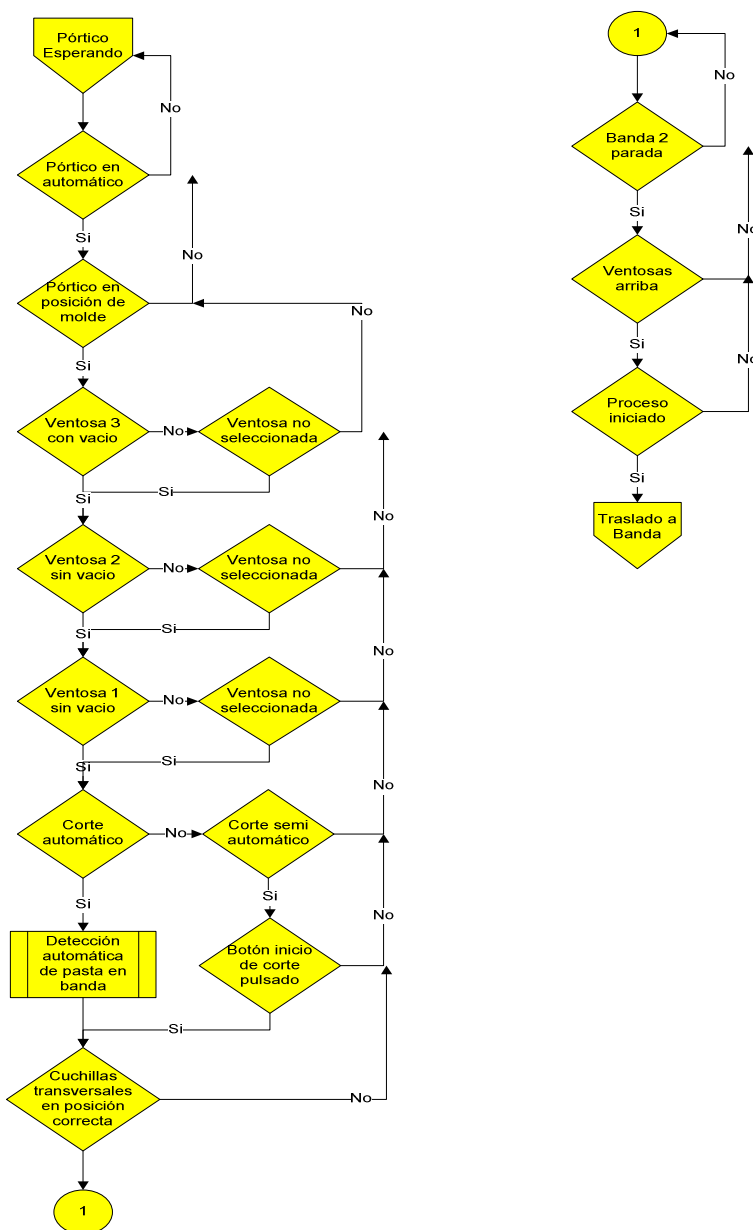 Pórtico
Esperando
No
Pórtico en
automático
Si
No
Pórtico en
posición de
molde
No
Si
Ventosa 3
con vacio
No
Ventosa no
seleccionada
Si
Si
No
Ventosa 2
sin vacio
No
Ventosa no
seleccionada
Si
Si
No
Ventosa 1
sin vacio
No
Ventosa no
seleccionada
Si
Si
No
Corte
automático
No
Corte semi
automático
Si
Si
No
Detección
automática
de pasta en
banda
Botón inicio
de corte
pulsado
Si
Cuchillas
transversales
en posición
correcta
No
1
1
No
Banda 2
parada
Si
No
Ventosas
arriba
Si
No
Proceso
iniciado
Si
Traslado a
Banda